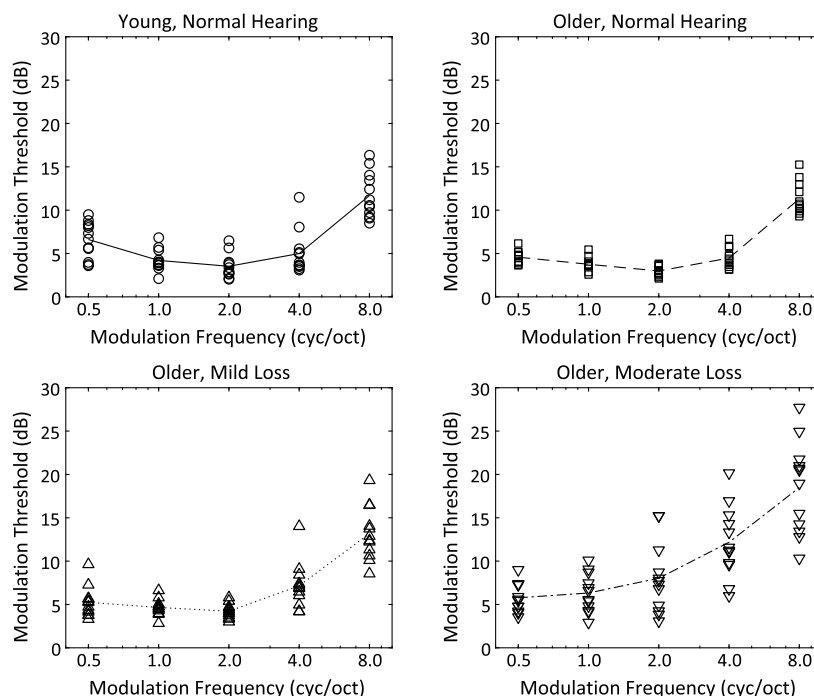 Young, Normal Hearing
30
25
20
15
10
5
0
Modulation Threshold (dB)
0.5 1.0 2.0 4.0 8.0
Modulation Frequency (cyc/oct)
Older, Normal Hearing
30
25
20
15
10
5
0
Modulation Threshold (dB)
0.5 1.0 2.0 4.0 8.0
Modulation Frequency (cyc/oct)
Older, Mild Loss
30
25
20
15
10
5
0
Modulation Threshold (dB)
0.5 1.0 2.0 4.0 8.0
Modulation Frequency (cyc/oct)
Older, Moderate Loss
30
25
20
15
10
5
0
Modulation Threshold (dB)
0.5 1.0 2.0 4.0 8.0
Modulation Frequency (cyc/oct)